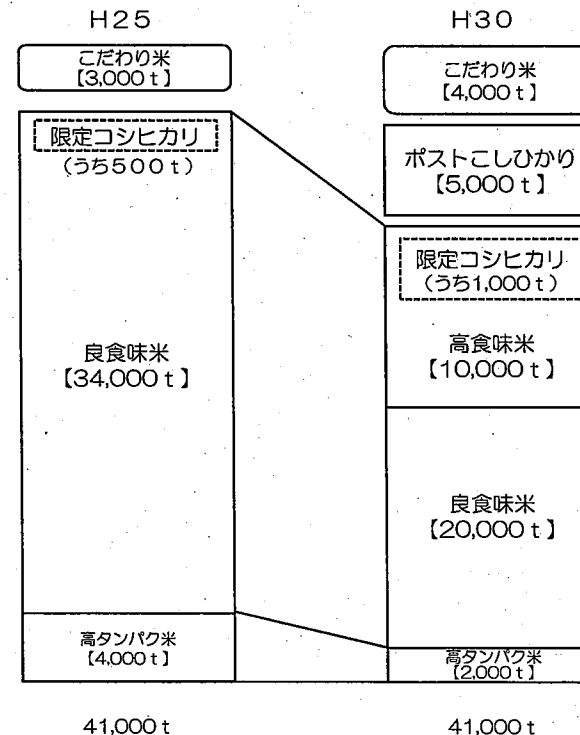 H25
こだわり米
【3,000ｔ】
限定コシヒカリ
(うち500ｔ)
良食味米
【34,000ｔ】
高タンパク米
【4,000ｔ】
41,000ｔ
H30
こだわり米
【4,000ｔ】
ポストこしひかり
【5,000ｔ】
限定コシヒカリ
(うち1,000ｔ)
高食味米
【10,000ｔ】
良食味米
【20,000ｔ】
高タンパク米
【2,000ｔ】
41,000ｔ